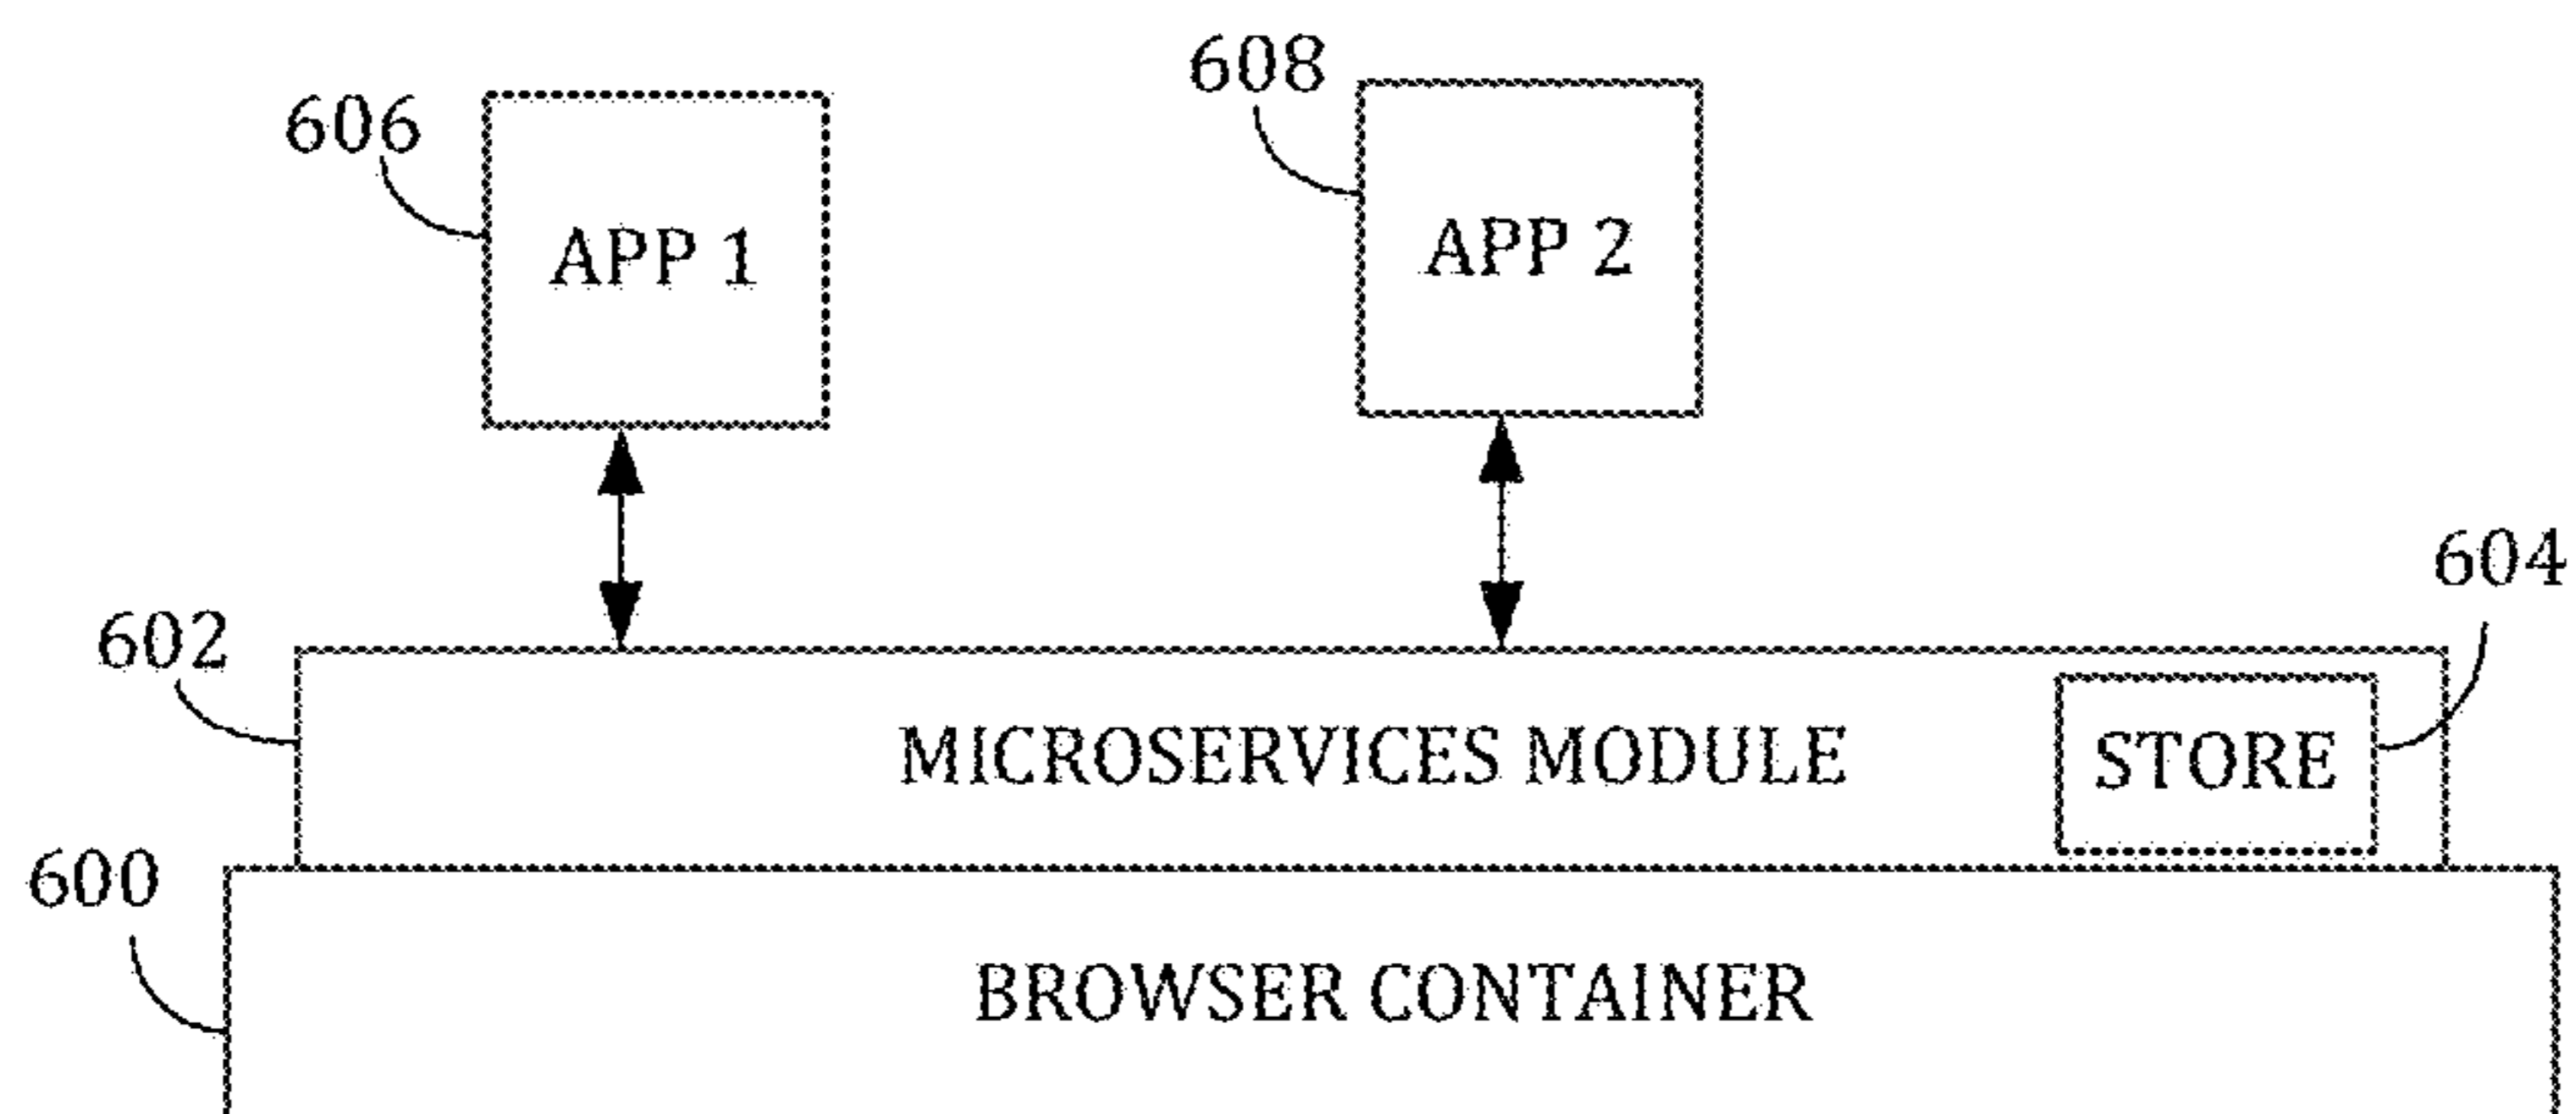 608
606
APP 1
APP 2
604
602
MICROSERVICES MODULE
STORE
600
BROWSER CONTAINER